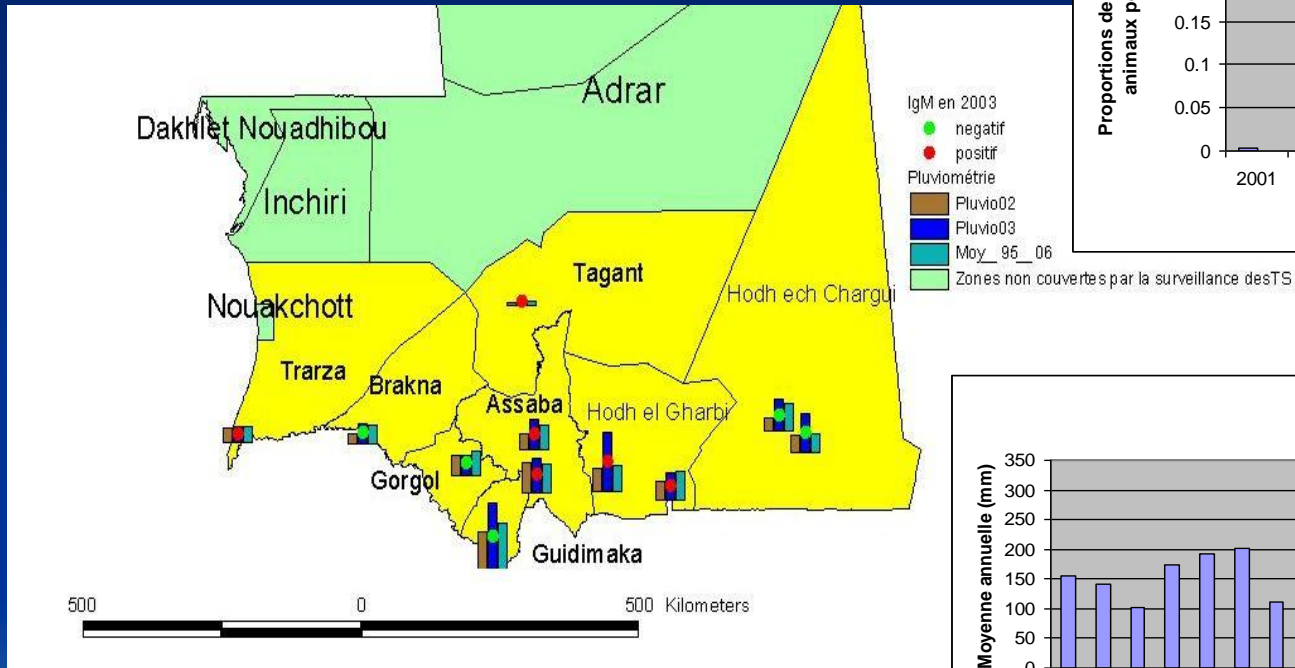 Adrar
Dakhlet Nouadhibou
Inchiri
Nouakchott
Tagant
Hodh ech Chargui
Trarza
Brakna
Assaba
Hodh el Gharbi
Gorgol
Guidimaka
500 0 500 Kilometers
IgM en 2003
negatif
positif
Pluviométrie
Pluvio02
Pluvio03
Moy__ 95__ 06
Zones non couvertes par la surveillance desTS
Proportions de
animaux p
0.15
0.1
0.05
0
2001
Moyenne annuelle (mm)
350
300
250
200
150
100
50
0